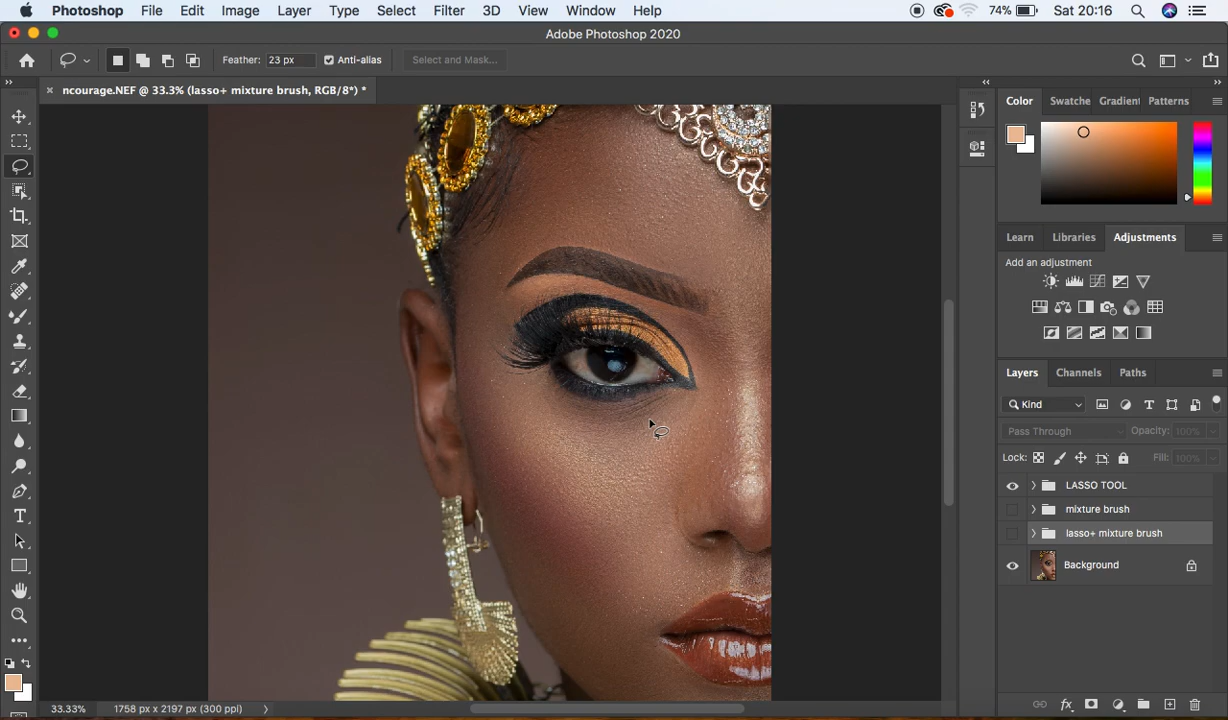 Photoshop File Edit Image Layer Type Select Filter 3D View Window Help 74% Sat 20:16
Adobe Photoshop 2020
Feather: 23 px Anti-alias Select and Mask...
ncourage.NEF @ 33.3% (lasso+ mixture brush, RGB/8*) *
Color Swatche Gradient Patterns
Learn Libraries Adjustments
Add an adjustment
Layers Channels Paths
Kind
Pass Through Opacity: 100%
Lock: Fill: 100%
LASSO TOOL
mixture brush
lasso+ mixture brush
Background
33.33% 1758 px x 2197 px (300 ppi)